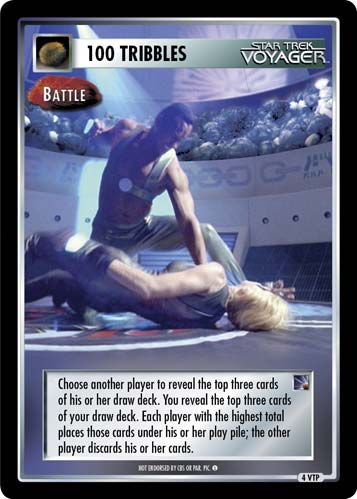 100 TRIBBLES
STAR TREK
VOYAGER
BATTLE
Choose another player to reveal the top three cards
of his or her draw deck. You reveal the top three cards
of your draw deck. Each player with the highest total
places those cards under his or her play pile; the other
player discards his or her cards.
NOT ENDORSED BY CBS OR PAR. PIC.
4 VTP